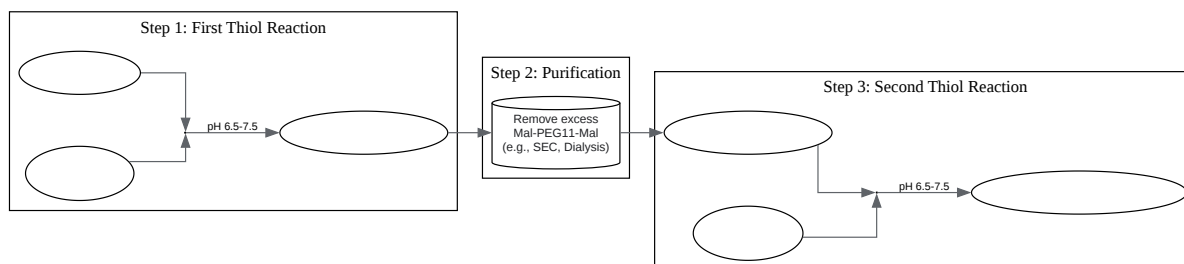 Step 1: First Thiol Reaction
pH 6.5-7.5
Step 2: Purification
Remove excess
Mal-PEG11-Mal
(e.g., SEC, Dialysis)
Step 3: Second Thiol Reaction
pH 6.5-7.5